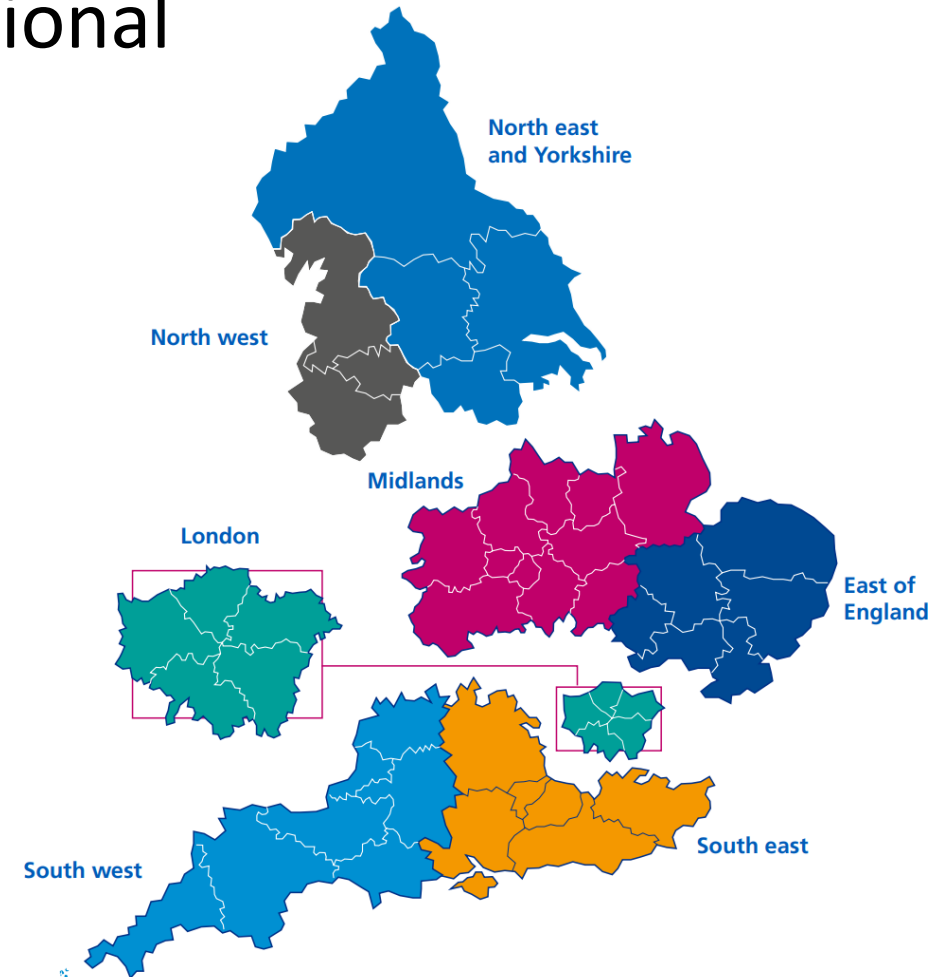 ional
North east
and Yorkshire
North west
Midlands
London
East of
England
South east
South west